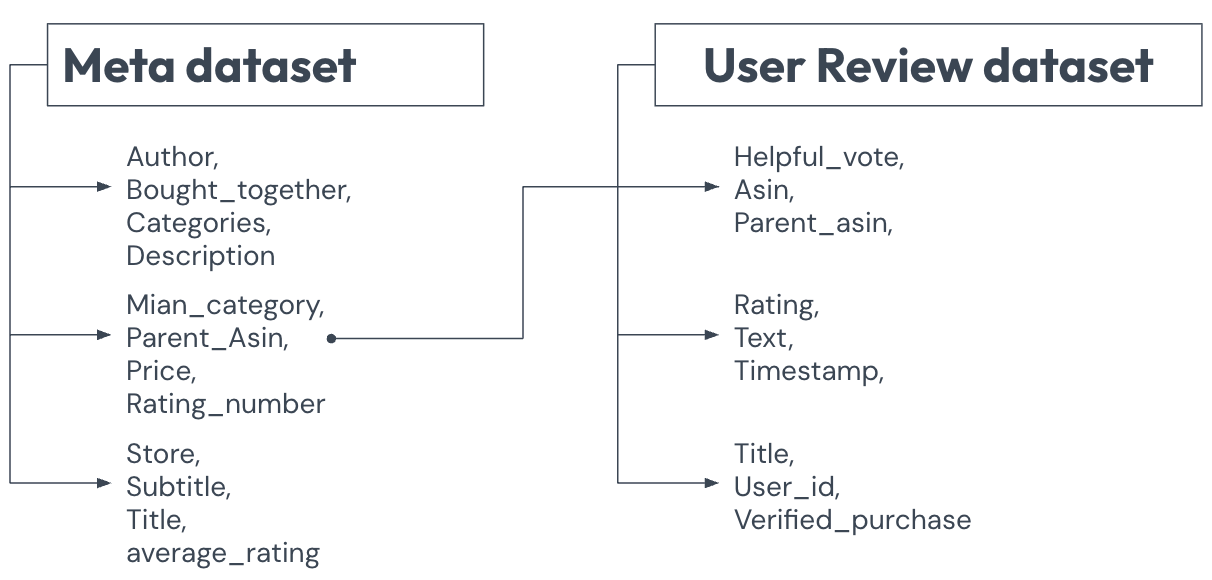 Meta dataset
Author,
Bought_together,
Categories,
Description
Mian_category,
Parent_Asin,
Price,
Rating_number
Store,
Subtitle,
Title,
average_rating
User Review dataset
Helpful_vote,
Asin,
Parent_asin,
Rating,
Text,
Timestamp,
Title,
User_id,
Verified_purchase